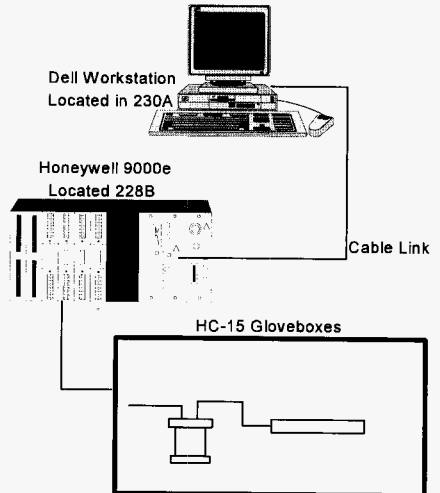 Dell Workstation
Located in 230A
Honeywell 9000e
Located 228B
Cable Link
HC-15 Gloveboxes